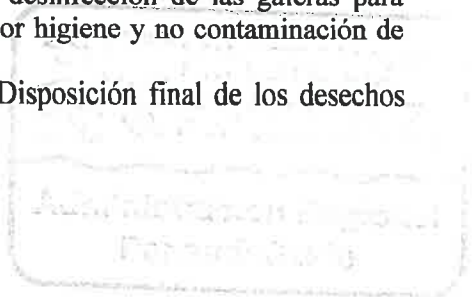 desinfección de las galeras para
or higiene y no contaminación de
Disposición final de los desechos